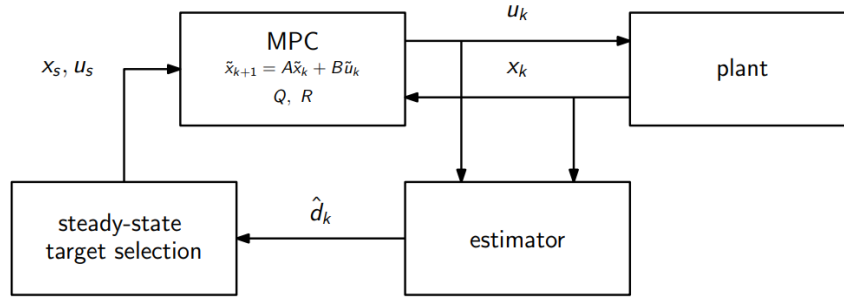 u_k
MPC
x̃_{k+1} = Ax̃_k + Bũ_k
Q, R
x_s, u_s
x_k
plant
steady-state
target selection
d̂_k
estimator